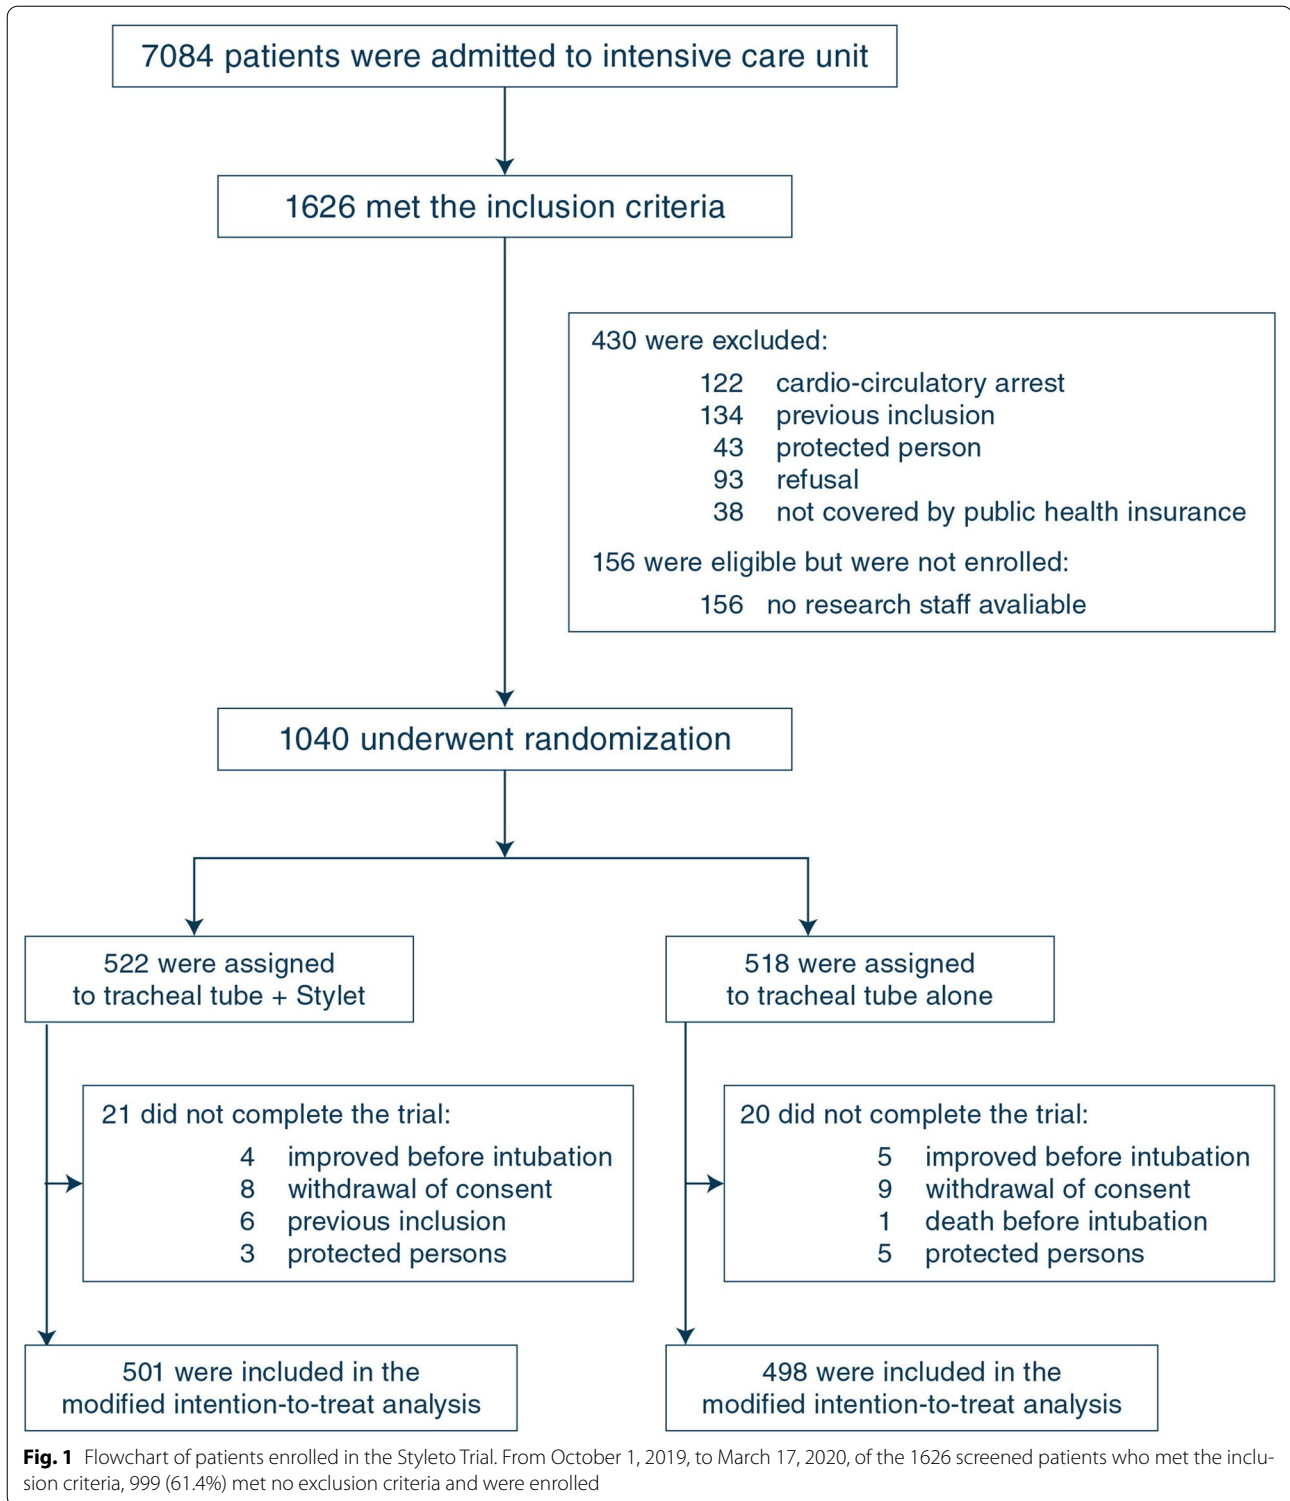 7084 patients were admitted to intensive care unit
1626 met the inclusion criteria
430 were excluded:
122 cardio-circulatory arrest
134 previous inclusion
43 protected person
93 refusal
38 not covered by public health insurance
156 were eligible but were not enrolled:
156 no research staff avaliable
1040 underwent randomization
522 were assigned
to tracheal tube + Stylet
518 were assigned
to tracheal tube alone
21 did not complete the trial:
4 improved before intubation
8 withdrawal of consent
6 previous inclusion
3 protected persons
20 did not complete the trial:
5 improved before intubation
9 withdrawal of consent
1 death before intubation
5 protected persons
501 were included in the
modified intention-to-treat analysis
498 were included in the
modified intention-to-treat analysis
Fig. 1 Flowchart of patients enrolled in the Styleto Trial. From October 1, 2019, to March 17, 2020, of the 1626 screened patients who met the inclu-
sion criteria, 999 (61.4%) met no exclusion criteria and were enrolled